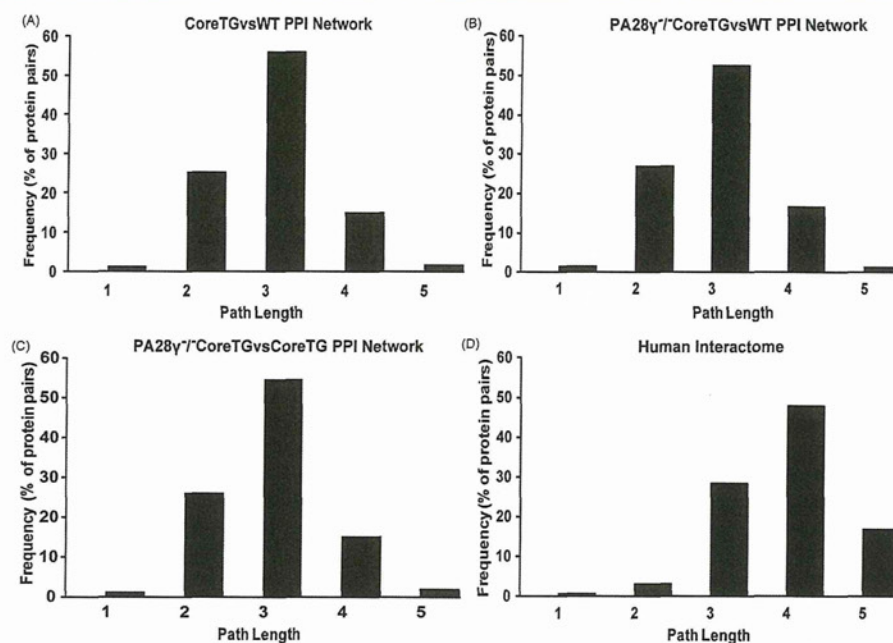 (A)
CoreTGvsWT PPI Network
Frequency (% of protein pairs)
60
50
40
30
20
10
0
1 2 3 4 5
Path Length
(B)
PA28γ⁻/⁻CoreTGvsWT PPI Network
Frequency (% of protein pairs)
60
50
40
30
20
10
0
1 2 3 4 5
Path Length
(C)
PA28γ⁻/⁻CoreTGvsCoreTG PPI Network
Frequency (% of protein pairs)
60
50
40
30
20
10
0
1 2 3 4 5
Path Length
(D)
Human Interactome
Frequency (% of protein pairs)
60
50
40
30
20
10
0
1 2 3 4 5
Path Length